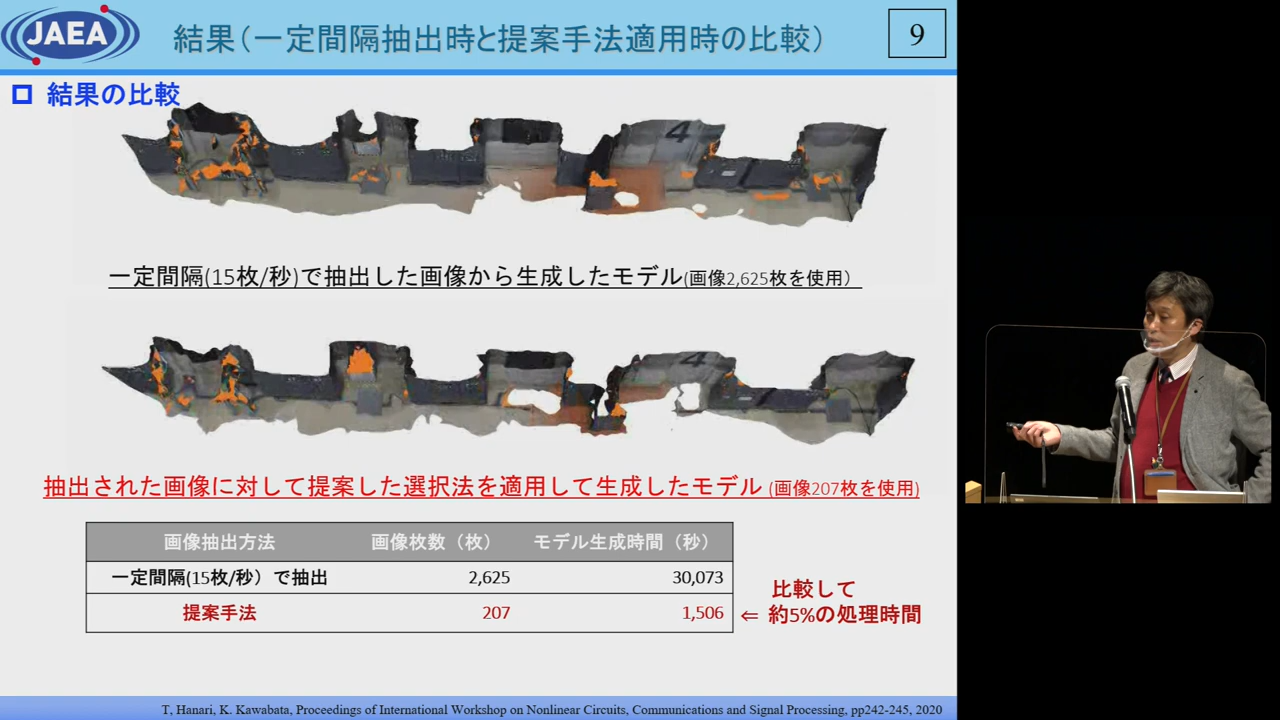 JAEA
結果(一定間隔抽出時と提案手法適用時の比較)
9
結果の比較
4
一定間隔(15枚/秒)で抽出した画像から生成したモデル(画像2,625枚を使用)
4
抽出された画像に対して提案した選択法を適用して生成したモデル (画像207枚を使用)
画像抽出方法 画像枚数(枚) モデル生成時間(秒)
一定間隔(15枚/秒)で抽出 2,625 30,073
提案手法 207 1,506
比較して
⇐ 約5%の処理時間
T, Hanari, K. Kawabata, Proceedings of International Workshop on Nonlinear Circuits, Communications and Signal Processing, pp242-245, 2020